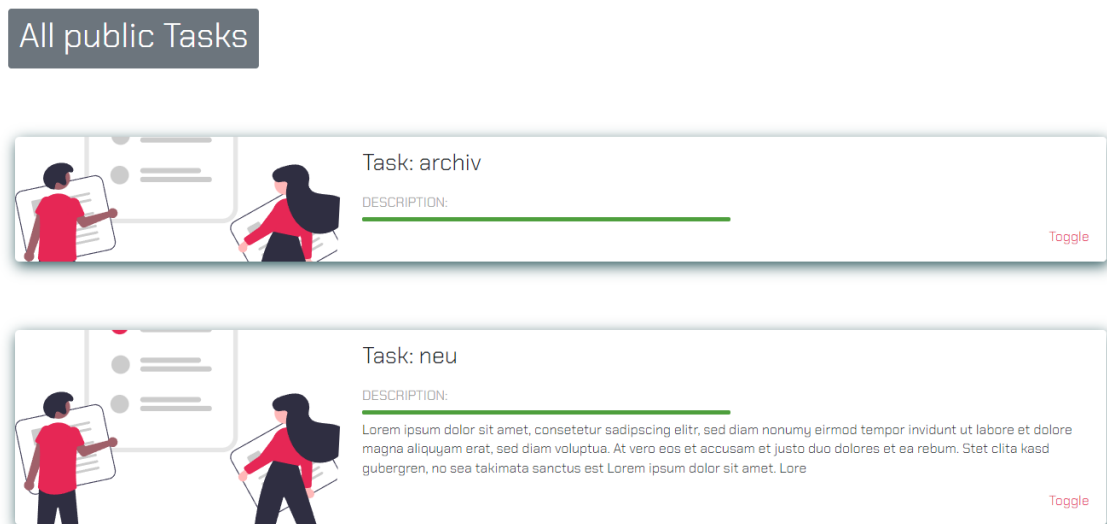 All public Tasks
Task: archiv
DESCRIPTION:
Toggle
Task: neu
DESCRIPTION:
Lorem ipsum dolor sit amet, consetetur sadipscing elitr, sed diam nonumy eirmod tempor invidunt ut labore et dolore
magna aliquyam erat, sed diam voluptua. At vero eos et accusam et justo duo dolores et ea rebum. Stet clita kasd
gubergren, no sea takimata sanctus est Lorem ipsum dolor sit amet. Lore
Toggle